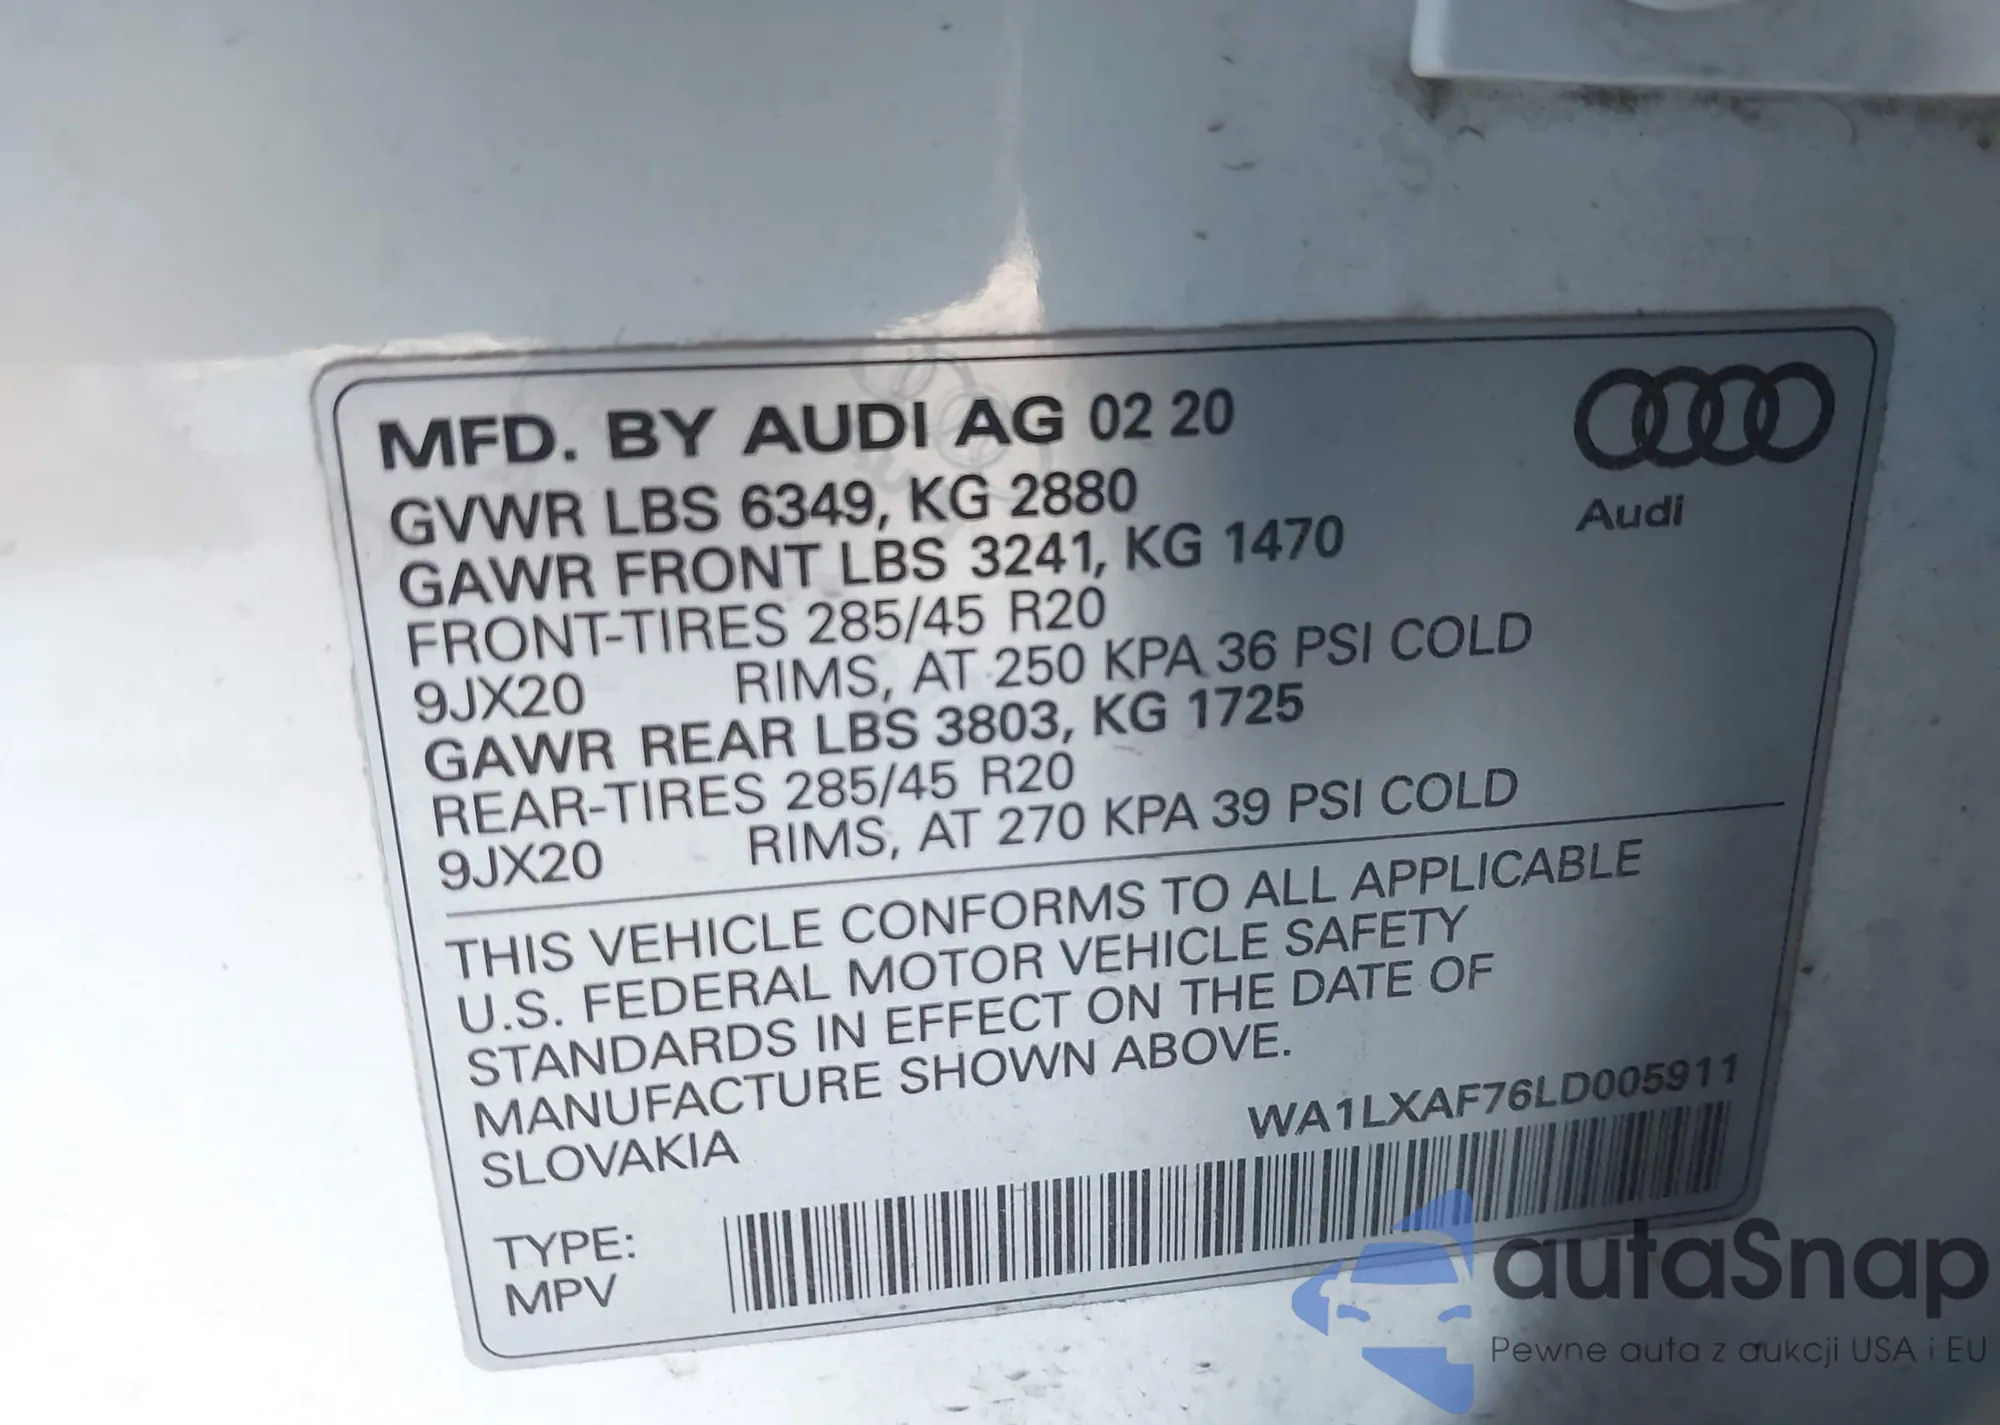 MFD. BY AUDI AG 02 20
GVWR LBS 6349, KG 2880
GAWR FRONT LBS 3241, KG 1470
FRONT-TIRES 285/45 R20
9JX20 RIMS, AT 250 KPA 36 PSI COLD
GAWR REAR LBS 3803, KG 1725
REAR-TIRES 285/45 R20
9JX20 RIMS, AT 270 KPA 39 PSI COLD
Audi
THIS VEHICLE CONFORMS TO ALL APPLICABLE
U.S. FEDERAL MOTOR VEHICLE SAFETY
STANDARDS IN EFFECT ON THE DATE OF
MANUFACTURE SHOWN ABOVE.
SLOVAKIA
WA1LXAF76LD005911
TYPE:
MPV
autaSnap
Pewne auta z aukcji USA i EU